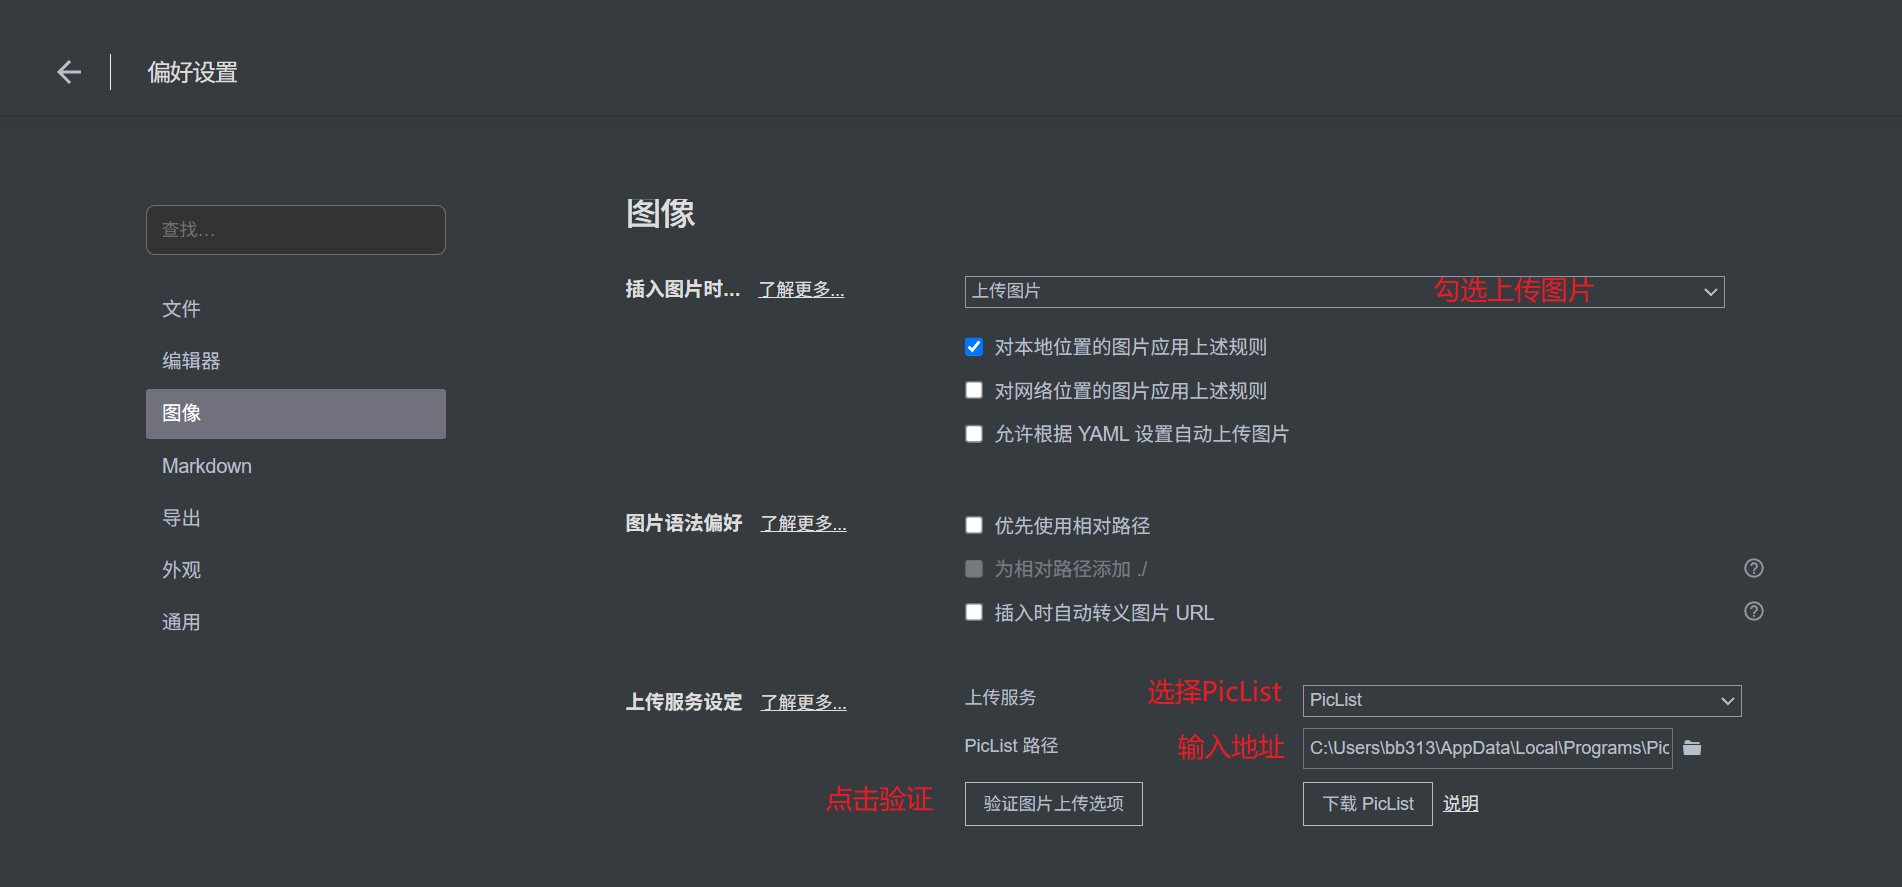 偏好设置
查找…
文件
编辑器
图像
Markdown
导出
外观
通用
图像
插入图片时... 了解更多...
上传图片 勾选上传图片
对本地位置的图片应用上述规则
对网络位置的图片应用上述规则
允许根据 YAML 设置自动上传图片
图片语法偏好 了解更多...
优先使用相对路径
为相对路径添加 ./
插入时自动转义图片 URL
上传服务设定 了解更多...
上传服务 选择PicList PicList
PicList 路径 输入地址 C:\Users\bb313\AppData\Local\Programs\Pic
点击验证 验证图片上传选项 下载 PicList 说明